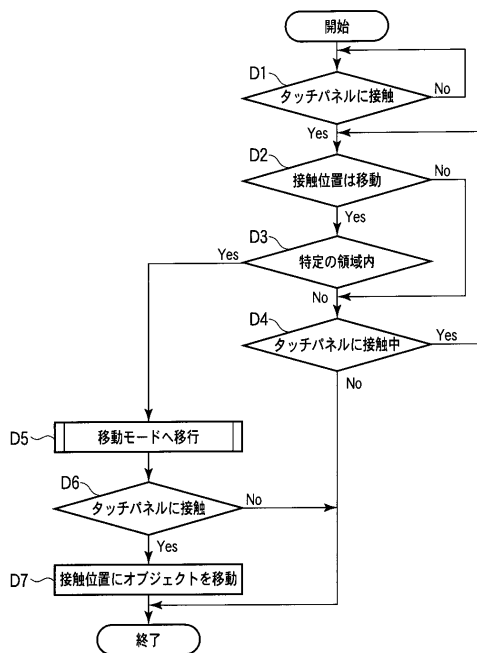 開始
D1
タッチパネルに接触
No
Yes
D2
接触位置は移動
No
Yes
D3
特定の領域内
Yes
No
D4
タッチパネルに接触中
Yes
No
D5
移動モードへ移行
D6
タッチパネルに接触
No
Yes
D7
接触位置にオブジェクトを移動
終了